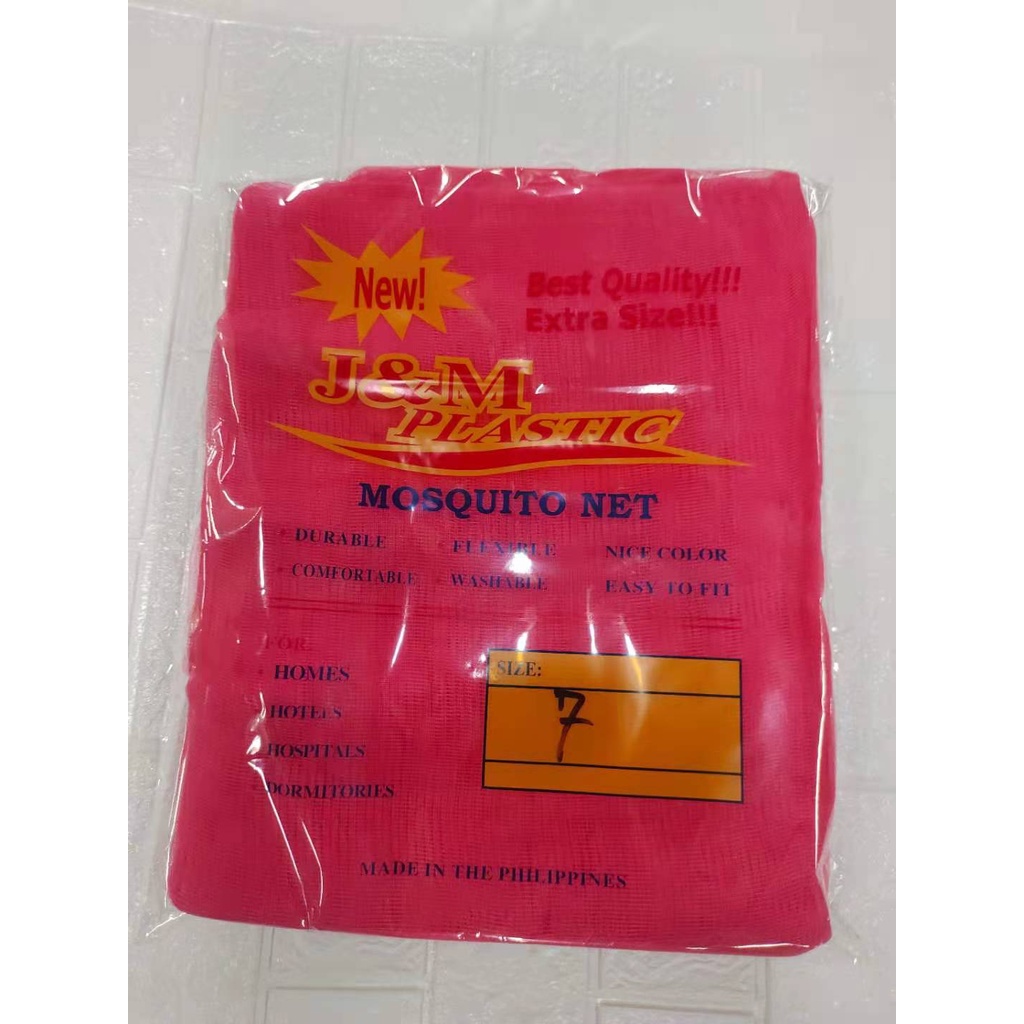 New!
Best Quality!!!
Extra Size!!!
J&M
PLASTIC
MOSQUITO NET
DURABLE FLEXIBLE NICE COLOR
COMFORTABLE WASHABLE EASY TO FIT
FOR:
HOMES
HOTELS
HOSPITALS
DORMITORIES
SIZE:
7
MADE IN THE PHILIPPINES